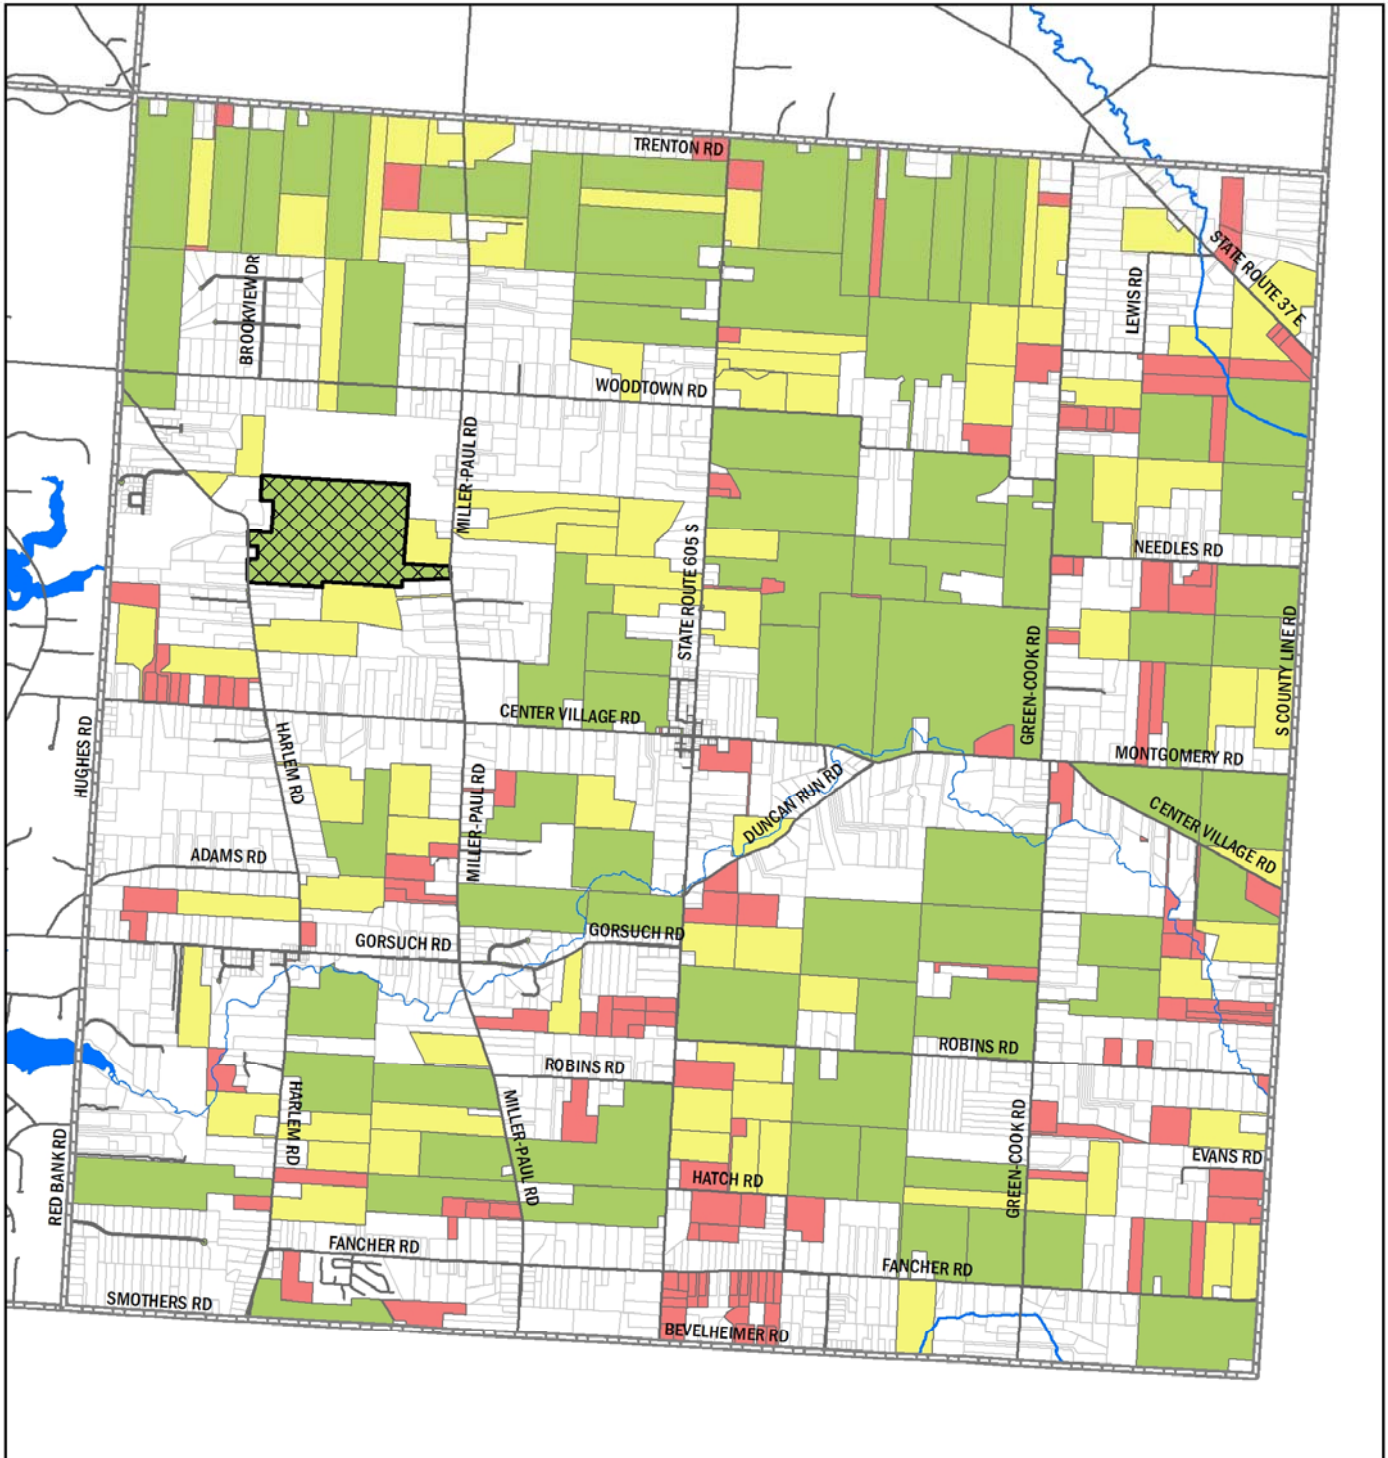 TRENTON RD
STATE ROUTE 37 E
BROOKVIEW DR
LEWIS RD
WOODTOWN RD
MILLER-PAUL RD
STATE ROUTE 605 S
NEEDLES RD
GREEN-COOK RD
S COUNTY LINE RD
CENTER VILLAGE RD
HUGHES RD
HARLEM RD
MONTGOMERY RD
MILLER-PAUL RD
DUNCAN RUN RD
CENTER VILLAGE RD
ADAMS RD
GORSUCH RD
GORSUCH RD
ROBINS RD
ROBINS RD
HARLEM RD
MILLER-PAUL RD
GREEN-COOK RD
RED BANK RD
EVANS RD
HATCH RD
FANCHER RD
FANCHER RD
SMOTHERS RD
BEVELHEIMER RD